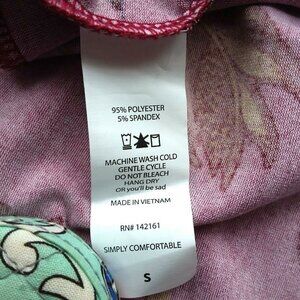 95% POLYESTER
5% SPANDEX
MACHINE WASH COLD
GENTLE CYCLE
DO NOT BLEACH
HANG DRY
OR you'll be sad
MADE IN VIETNAM
RN# 142161
SIMPLY COMFORTABLE
S